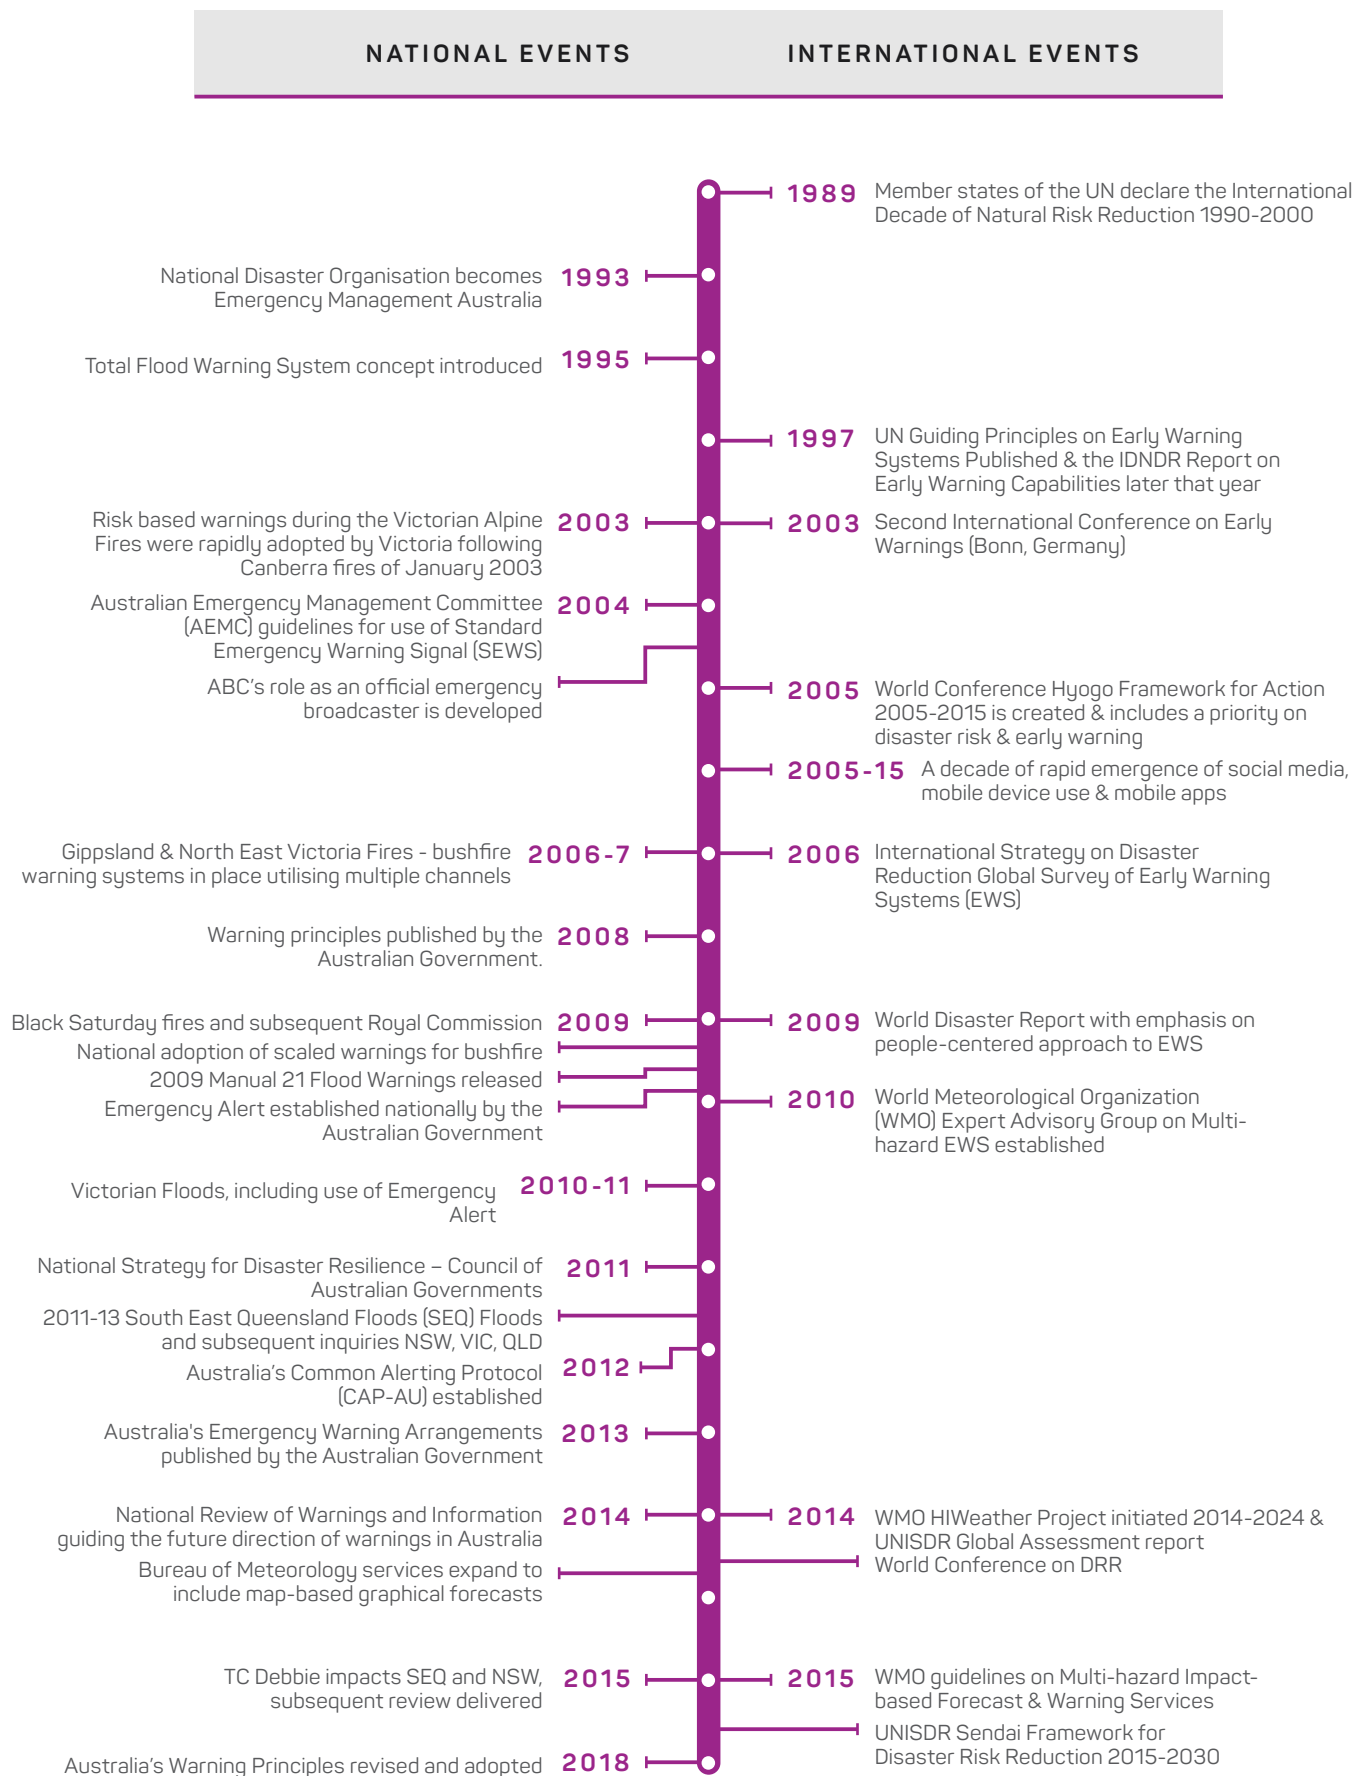 NATIONAL EVENTS
INTERNATIONAL EVENTS
1989 Member states of the UN declare the International
Decade of Natural Risk Reduction 1990-2000
National Disaster Organisation becomes 1993
Emergency Management Australia
Total Flood Warning System concept introduced 1995
1997 UN Guiding Principles on Early Warning
Systems Published & the IDNDR Report on
Early Warning Capabilities later that year
Risk based warnings during the Victorian Alpine 2003
Fires were rapidly adopted by Victoria following
Canberra fires of January 2003
2003 Second International Conference on Early
Warnings (Bonn, Germany)
Australian Emergency Management Committee 2004
(AEMC) guidelines for use of Standard
Emergency Warning Signal (SEWS)
ABC's role as an official emergency
broadcaster is developed
2005 World Conference Hyogo Framework for Action
2005-2015 is created & includes a priority on
disaster risk & early warning
2005-15 A decade of rapid emergence of social media,
mobile device use & mobile apps
Gippsland & North East Victoria Fires - bushfire 2006-7
warning systems in place utilising multiple channels
2006 International Strategy on Disaster
Reduction Global Survey of Early Warning
Systems (EWS)
Warning principles published by the 2008
Australian Government.
Black Saturday fires and subsequent Royal Commission 2009
National adoption of scaled warnings for bushfire
2009 Manual 21 Flood Warnings released
Emergency Alert established nationally by the
Australian Government
2009 World Disaster Report with emphasis on
people-centered approach to EWS
2010 World Meteorological Organization
(WMO) Expert Advisory Group on Multi-
hazard EWS established
Victorian Floods, including use of Emergency 2010-11
Alert
National Strategy for Disaster Resilience – Council of 2011
Australian Governments
2011-13 South East Queensland Floods (SEQ) Floods
and subsequent inquiries NSW, VIC, QLD
Australia's Common Alerting Protocol 2012
(CAP-AU) established
Australia's Emergency Warning Arrangements 2013
published by the Australian Government
National Review of Warnings and Information 2014
guiding the future direction of warnings in Australia
Bureau of Meteorology services expand to
include map-based graphical forecasts
2014 WMO HIWeather Project initiated 2014-2024 &
UNISDR Global Assessment report
World Conference on DRR
TC Debbie impacts SEQ and NSW, 2015
subsequent review delivered
2015 WMO guidelines on Multi-hazard Impact-
based Forecast & Warning Services
UNISDR Sendai Framework for
Disaster Risk Reduction 2015-2030
Australia's Warning Principles revised and adopted 2018